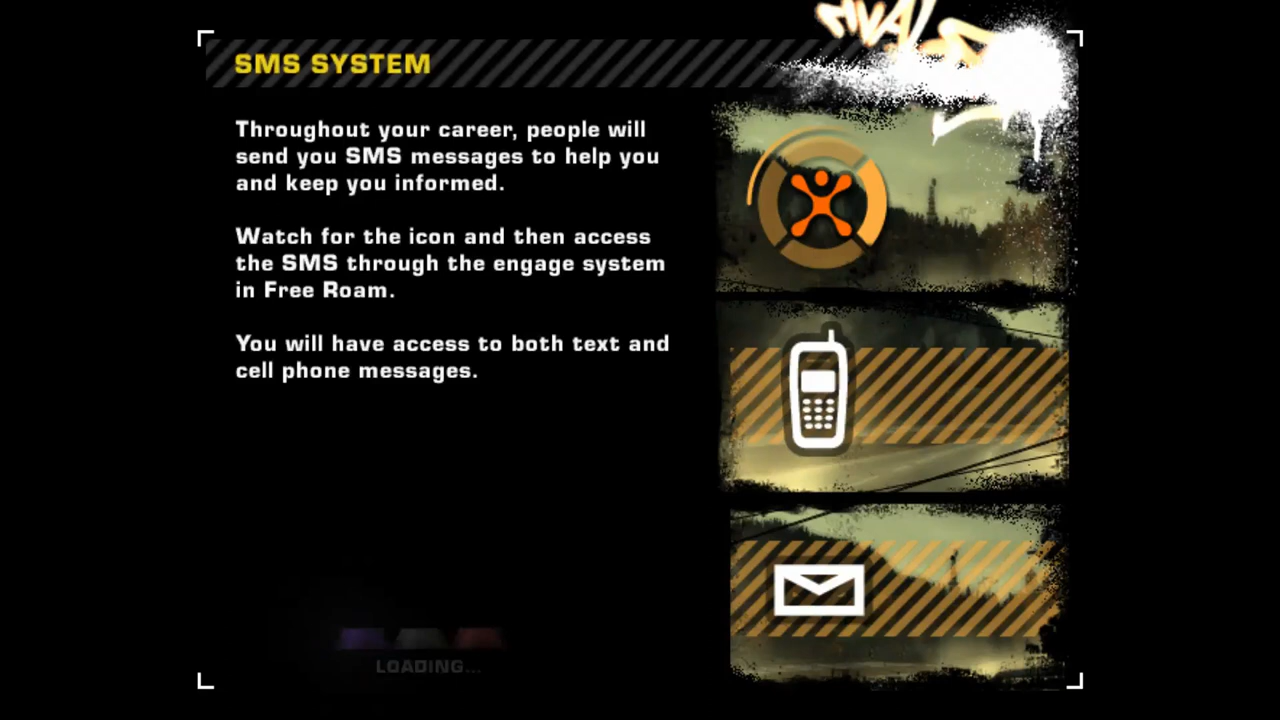 SMS SYSTEM
Throughout your career, people will
send you SMS messages to help you
and keep you informed.
Watch for the icon and then access
the SMS through the engage system
in Free Roam.
You will have access to both text and
cell phone messages.
LOADING...